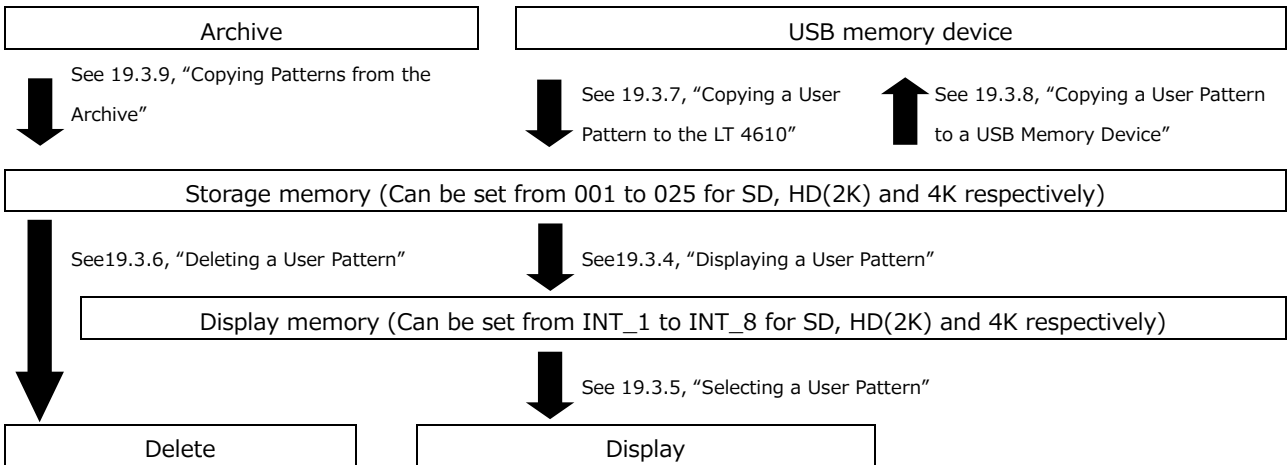 Archive
USB memory device
See 19.3.9, “Copying Patterns from the
Archive”
See 19.3.7, “Copying a User
Pattern to the LT 4610”
See 19.3.8, “Copying a User Pattern
to a USB Memory Device”
Storage memory (Can be set from 001 to 025 for SD, HD(2K) and 4K respectively)
See19.3.6, “Deleting a User Pattern”
See19.3.4, “Displaying a User Pattern”
Display memory (Can be set from INT_1 to INT_8 for SD, HD(2K) and 4K respectively)
See 19.3.5, “Selecting a User Pattern”
Delete
Display